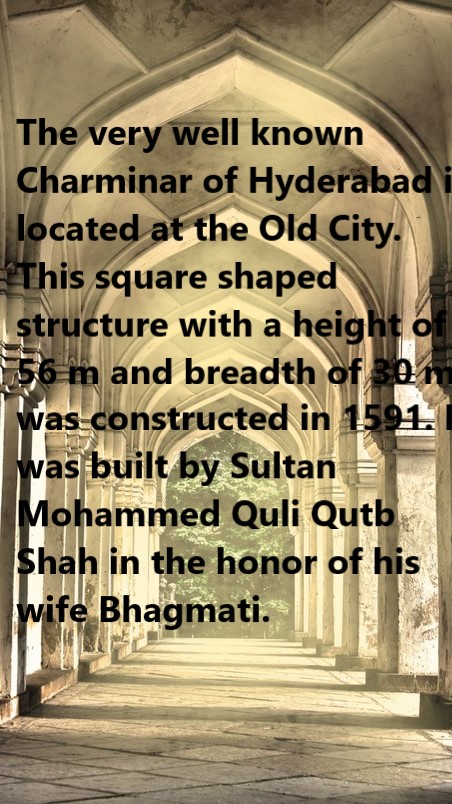 The very well known
Charminar of Hyderabad i
located at the Old City.
This square shaped
structure with a height of
56 m and breadth of 30 m
was constructed in 1591. I
was built by Sultan
Mohammed Quli Qutb
Shah in the honor of his
wife Bhagmati.